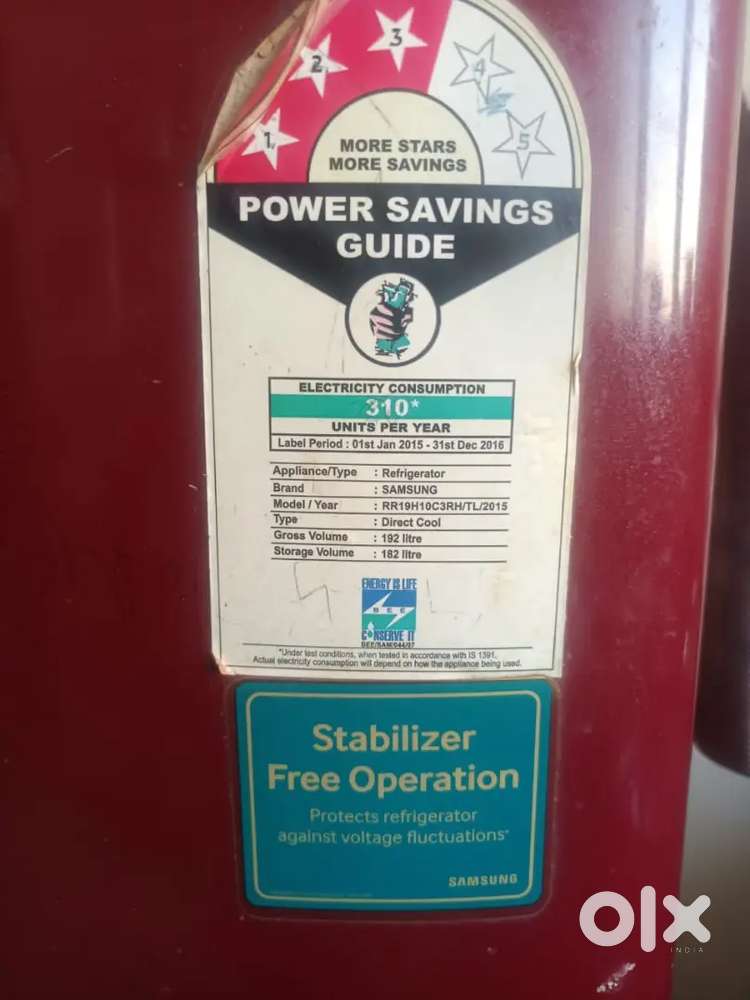 1
2
3
4
5
MORE STARS
MORE SAVINGS
POWER SAVINGS
GUIDE
ELECTRICITY CONSUMPTION
310*
UNITS PER YEAR
Label Period : 01st Jan 2015 - 31st Dec 2016
Appliance/Type : Refrigerator
Brand : SAMSUNG
Model / Year : RR19H10C3RH/TL/2015
Type : Direct Cool
Gross Volume : 192 litre
Storage Volume : 182 litre
ENERGY IS LIFE
BEE
CONSERVE IT
BEE/SAM/044/07
*Under test conditions, when tested in accordance with IS 1391.
Actual electricity consumption will depend on how the appliance being used.
Stabilizer
Free Operation
Protects refrigerator
against voltage fluctuations*
SAMSUNG
olx
INDIA